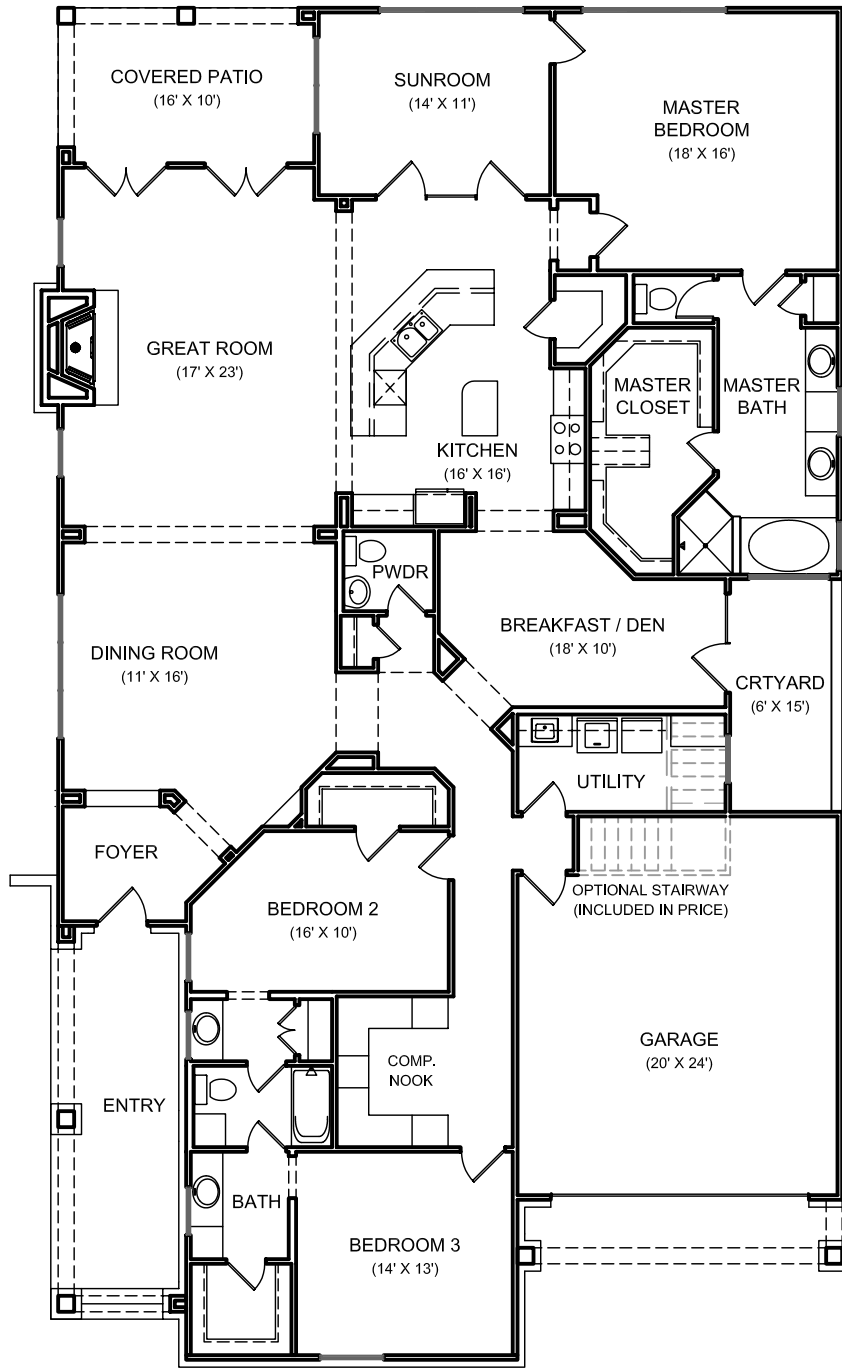 COVERED PATIO
(16' X 10')
SUNROOM
(14' X 11')
MASTER
BEDROOM
(18' X 16')
GREAT ROOM
(17' X 23')
KITCHEN
(16' X 16')
MASTER
CLOSET
MASTER
BATH
PWDR
DINING ROOM
(11' X 16')
BREAKFAST / DEN
(18' X 10')
CRTYARD
(6' X 15')
UTILITY
FOYER
OPTIONAL STAIRWAY
(INCLUDED IN PRICE)
BEDROOM 2
(16' X 10')
GARAGE
(20' X 24')
COMP.
NOOK
ENTRY
BATH
BEDROOM 3
(14' X 13')